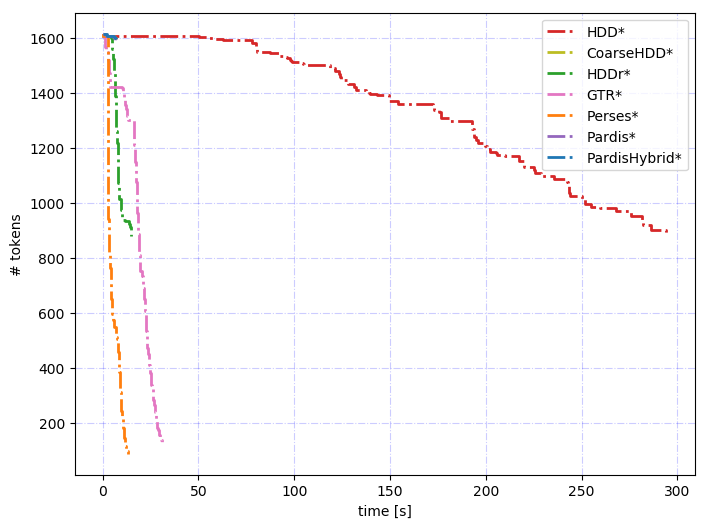 # tokens
1600
1400
1200
1000
800
600
400
200
0
50
100
150
200
250
300
time [s]
HDD*
CoarseHDD*
HDDr*
GTR*
Perses*
Pardis*
PardisHybrid*